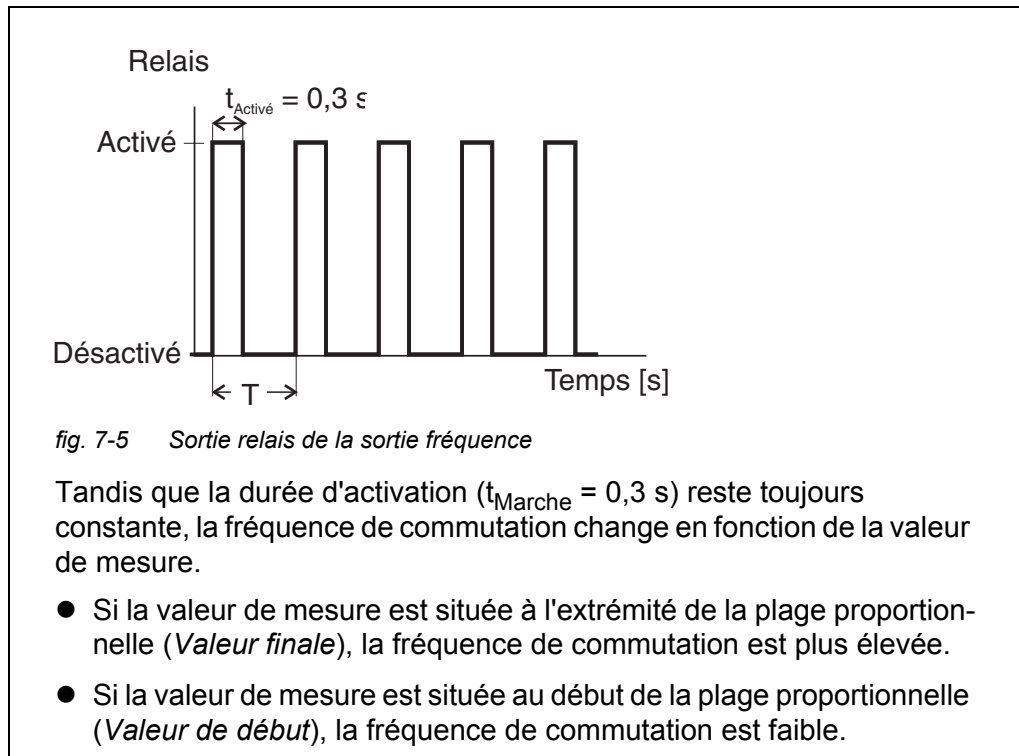 Relais
tActivé = 0,3 s
Activé
Désactivé
T
Temps [s]
fig. 7-5 Sortie relais de la sortie fréquence
Tandis que la durée d'activation (tMarche = 0,3 s) reste toujours
constante, la fréquence de commutation change en fonction de la valeur
de mesure.
● Si la valeur de mesure est située à l'extrémité de la plage proportion-
nelle (Valeur finale), la fréquence de commutation est plus élevée.
● Si la valeur de mesure est située au début de la plage proportionnelle
(Valeur de début), la fréquence de commutation est faible.